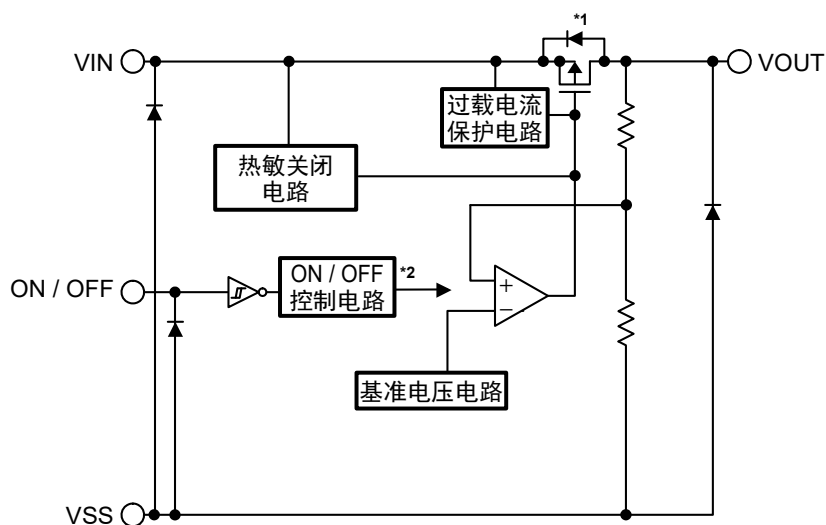 *1
VIN
VOUT
过载电流
保护电路
热敏关闭
电路
ON / OFF
ON / OFF
控制电路
*2
+
−
基准电压电路
VSS